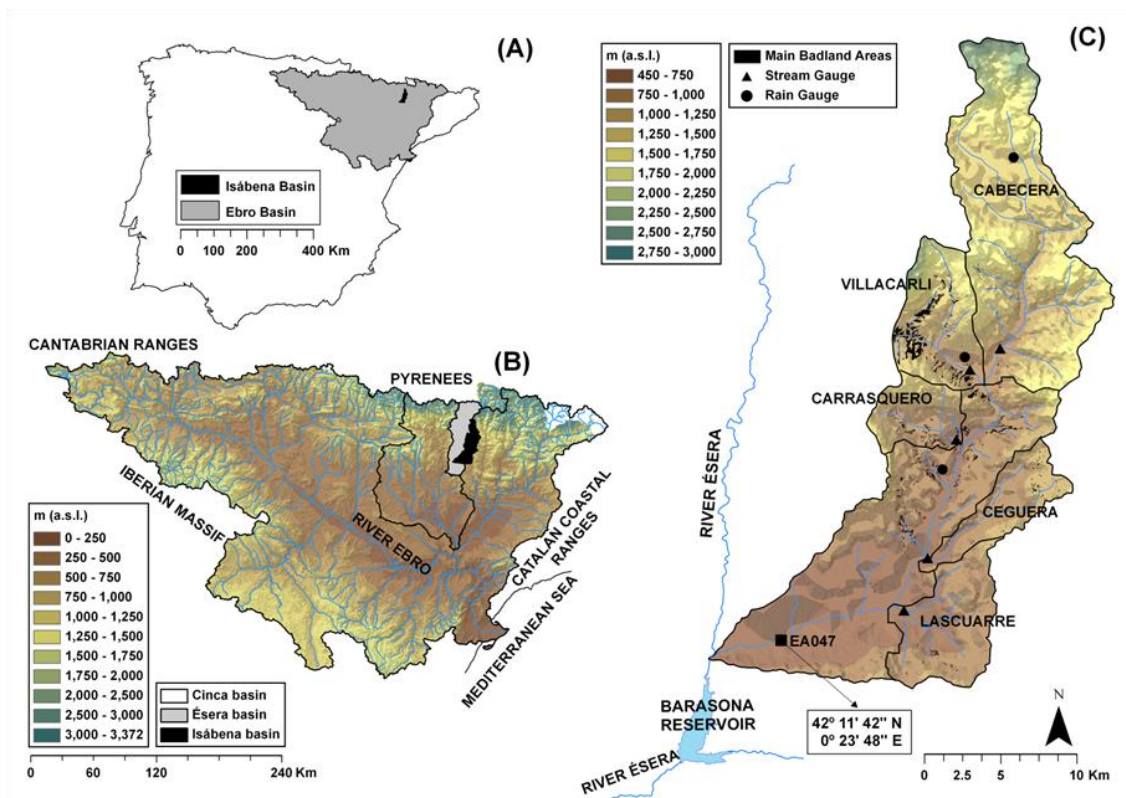 (A)
Isábena Basin
Ebro Basin
0 100 200 400 Km
CANTABRIAN RANGES
(B)
PYRENEES
IBERIAN MASSIF
RIVER EBRO
CATALAN COASTAL
RANGES
MEDITERRANEAN SEA
m (a.s.l.)
0 - 250
250 - 500
500 - 750
750 - 1,000
1,000 - 1,250
1,250 - 1,500
1,500 - 1,750
1,750 - 2,000
2,000 - 2,500
2,500 - 3,000
3,000 - 3,372
Cinca basin
Ésera basin
Isábena basin
0 60 120 240 Km
(C)
m (a.s.l.)
450 - 750
750 - 1,000
1,000 - 1,250
1,250 - 1,500
1,500 - 1,750
1,750 - 2,000
2,000 - 2,250
2,250 - 2,500
2,500 - 2,750
2,750 - 3,000
Main Badland Areas
Stream Gauge
Rain Gauge
CABECERA
VILLACARLI
CARRASQUERO
CEGUERA
LASCUARRE
EA047
RIVER ÉSERA
BARASONA
RESERVOIR
RIVER ÉSERA
42º 11' 42" N
0º 23' 48" E
N
0 2.5 5 10 Km